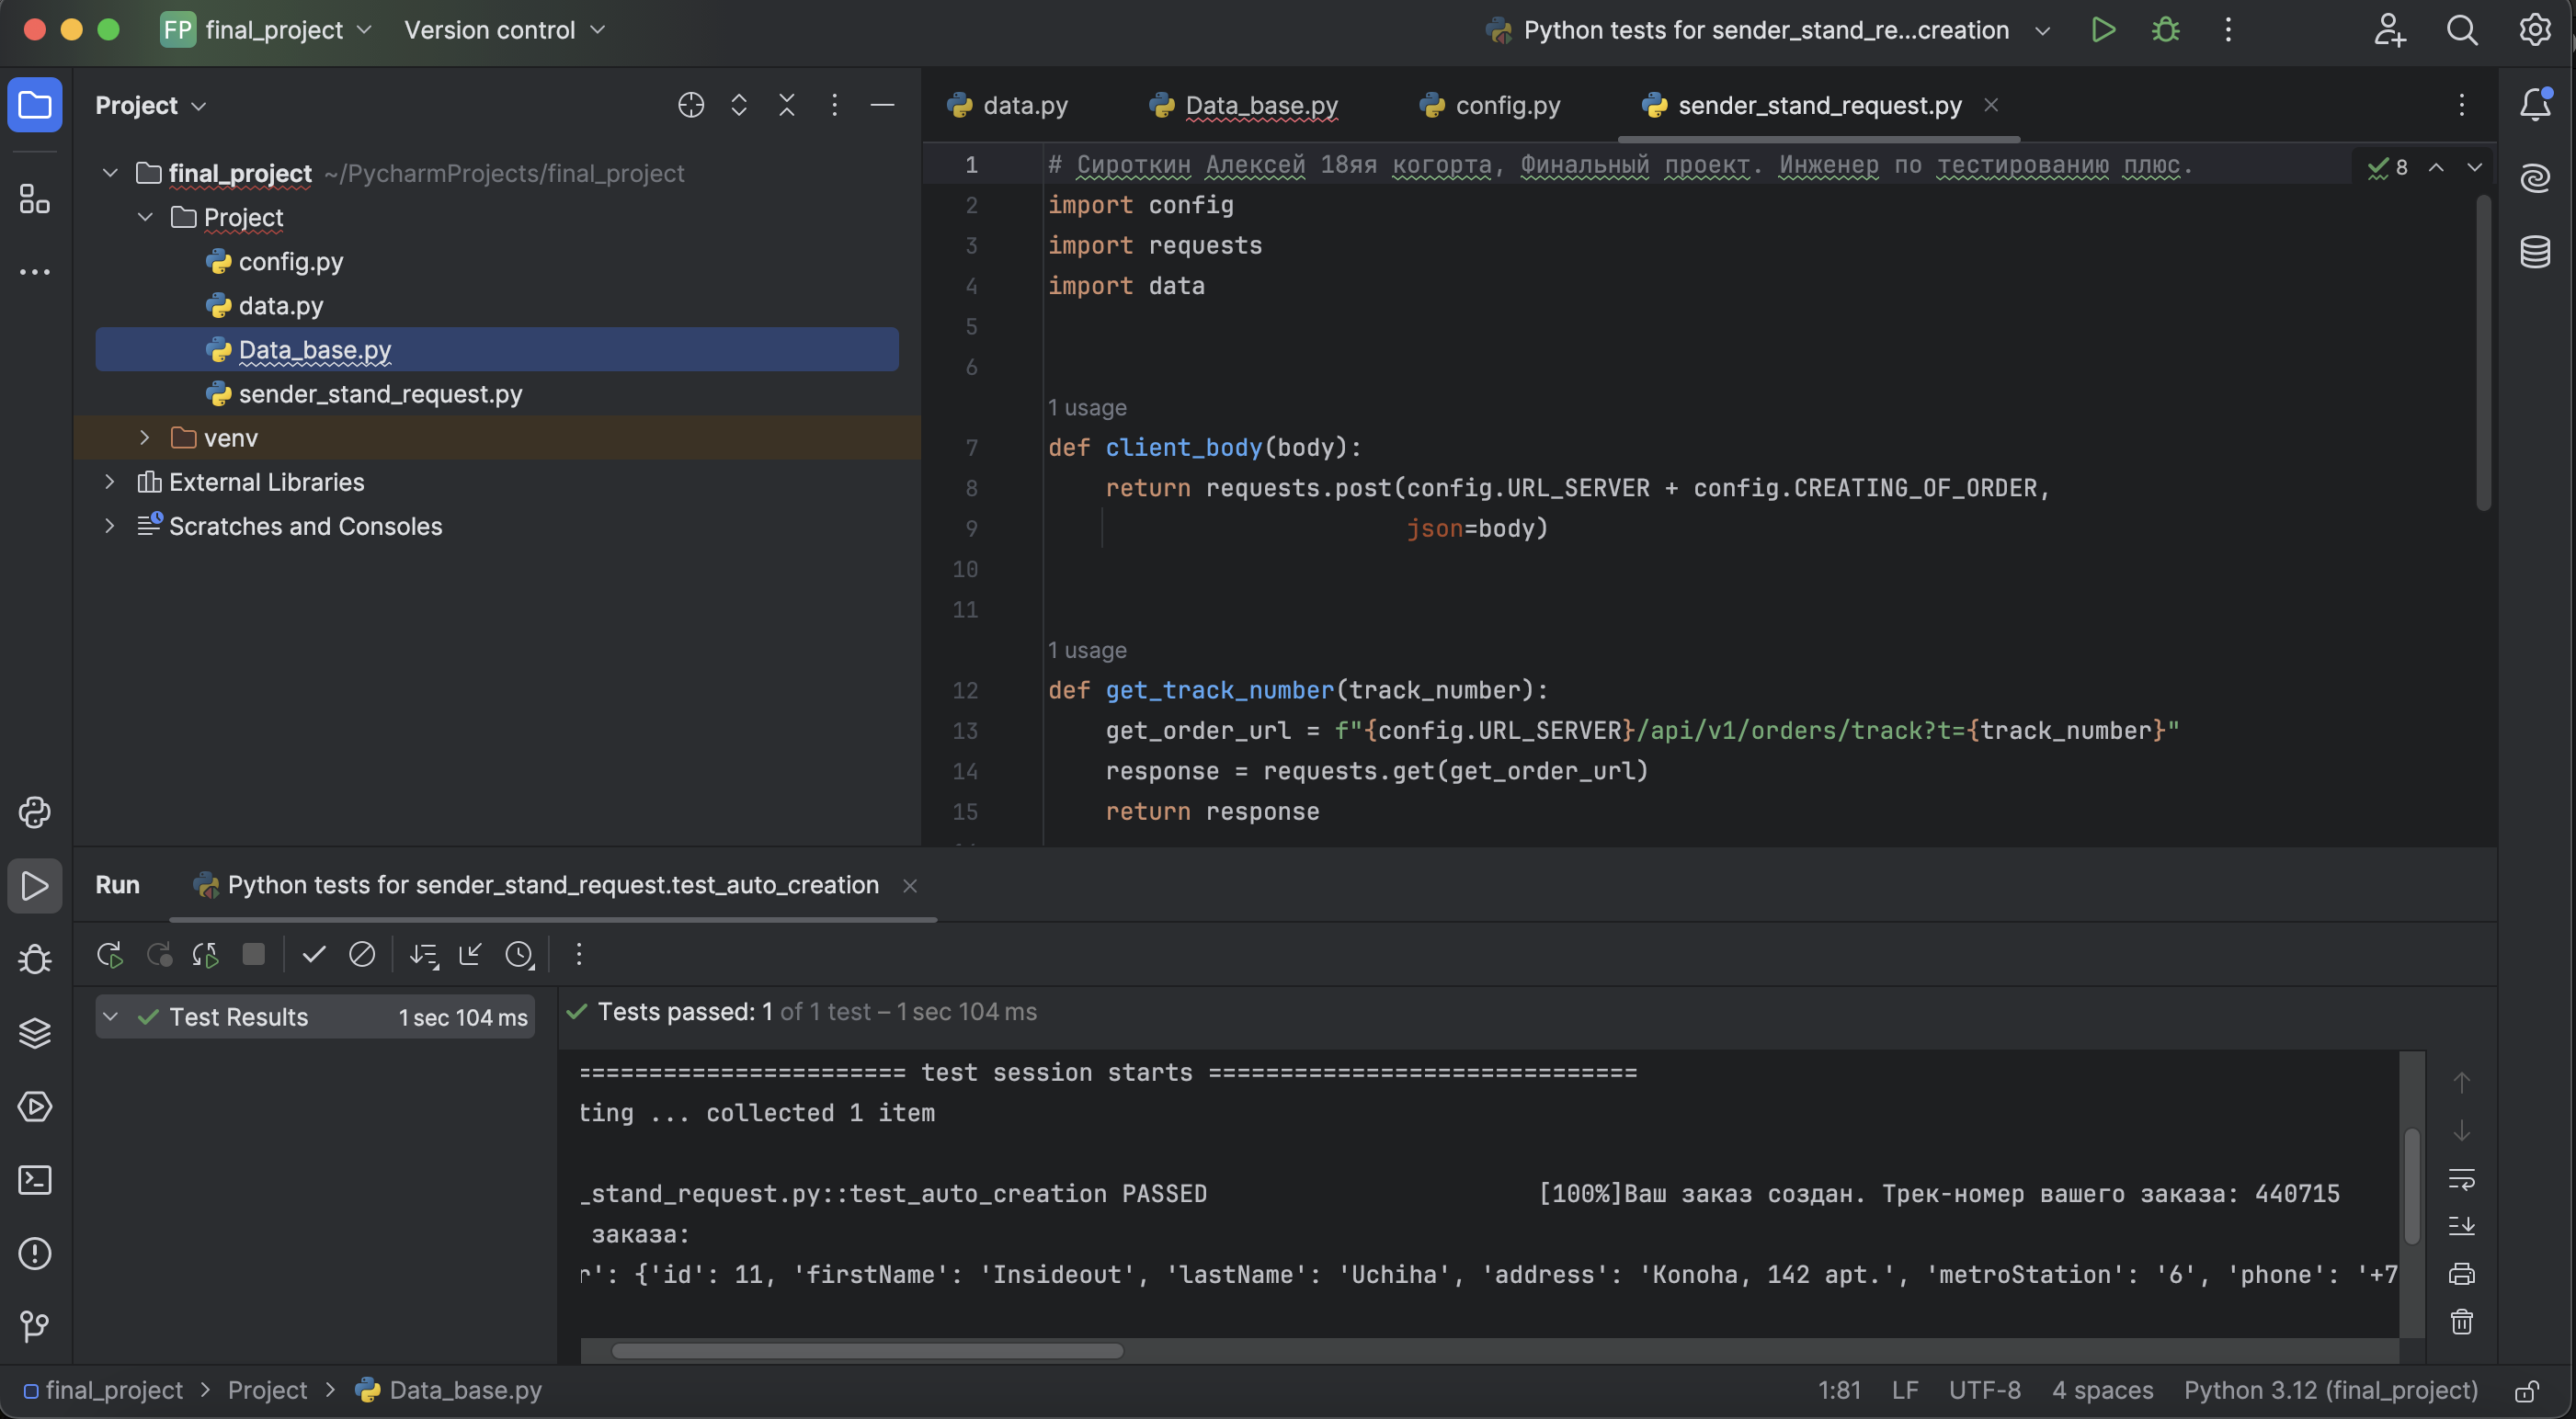 FP final_project Version control Python tests for sender_stand_re...creation
Project
final_project ~/PycharmProjects/final_project
Project
config.py
data.py
Data_base.py
sender_stand_request.py
venv
External Libraries
Scratches and Consoles
data.py Data_base.py config.py sender_stand_request.py
8
1 # Сироткин Алексей 18яя когорта, Финальный проект. Инженер по тестированию плюс.
2 import config
3 import requests
4 import data
5
6
1 usage
7 def client_body(body):
8 return requests.post(config.URL_SERVER + config.CREATING_OF_ORDER,
9 json=body)
10
11
1 usage
12 def get_track_number(track_number):
13 get_order_url = f"{config.URL_SERVER}/api/v1/orders/track?t={track_number}"
14 response = requests.get(get_order_url)
15 return response
Run Python tests for sender_stand_request.test_auto_creation
Test Results 1 sec 104 ms
Tests passed: 1 of 1 test – 1 sec 104 ms
======================= test session starts ==============================
ting ... collected 1 item
_stand_request.py::test_auto_creation PASSED [100%]Ваш заказ создан. Трек-номер вашего заказа: 440715
заказа:
r': {'id': 11, 'firstName': 'Insideout', 'lastName': 'Uchiha', 'address': 'Konoha, 142 apt.', 'metroStation': '6', 'phone': '+7
final_project > Project > Data_base.py 1:81 LF UTF-8 4 spaces Python 3.12 (final_project)